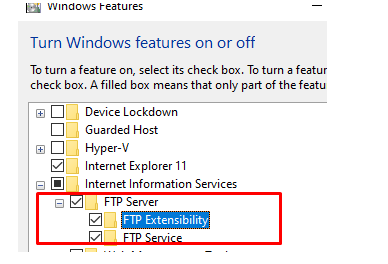 Windows Features
Turn Windows features on or off
To turn a feature on, select its check box. To turn a featur
check box. A filled box means that only part of the featu
Device Lockdown
Guarded Host
Hyper-V
Internet Explorer 11
Internet Information Services
FTP Server
FTP Extensibility
FTP Service